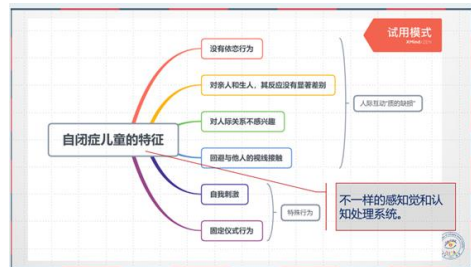 试用模式
没有依恋行为
对亲人和生人，其反应没有显著差别
人际互动“质的缺损”
对人际关系不感兴趣
自闭症儿童的特征
回避与他人的视线接触
自我刺激
不一样的感知觉和认
知处理系统。
特殊行为
固定仪式行为